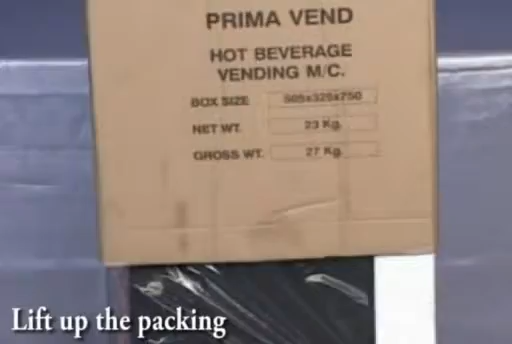 PRIMA VEND
HOT BEVERAGE
VENDING M/C.
BOX SIZE 505x325x750
NET WT. 23 Kg.
GROSS WT. 27 Kg.
Lift up the packing